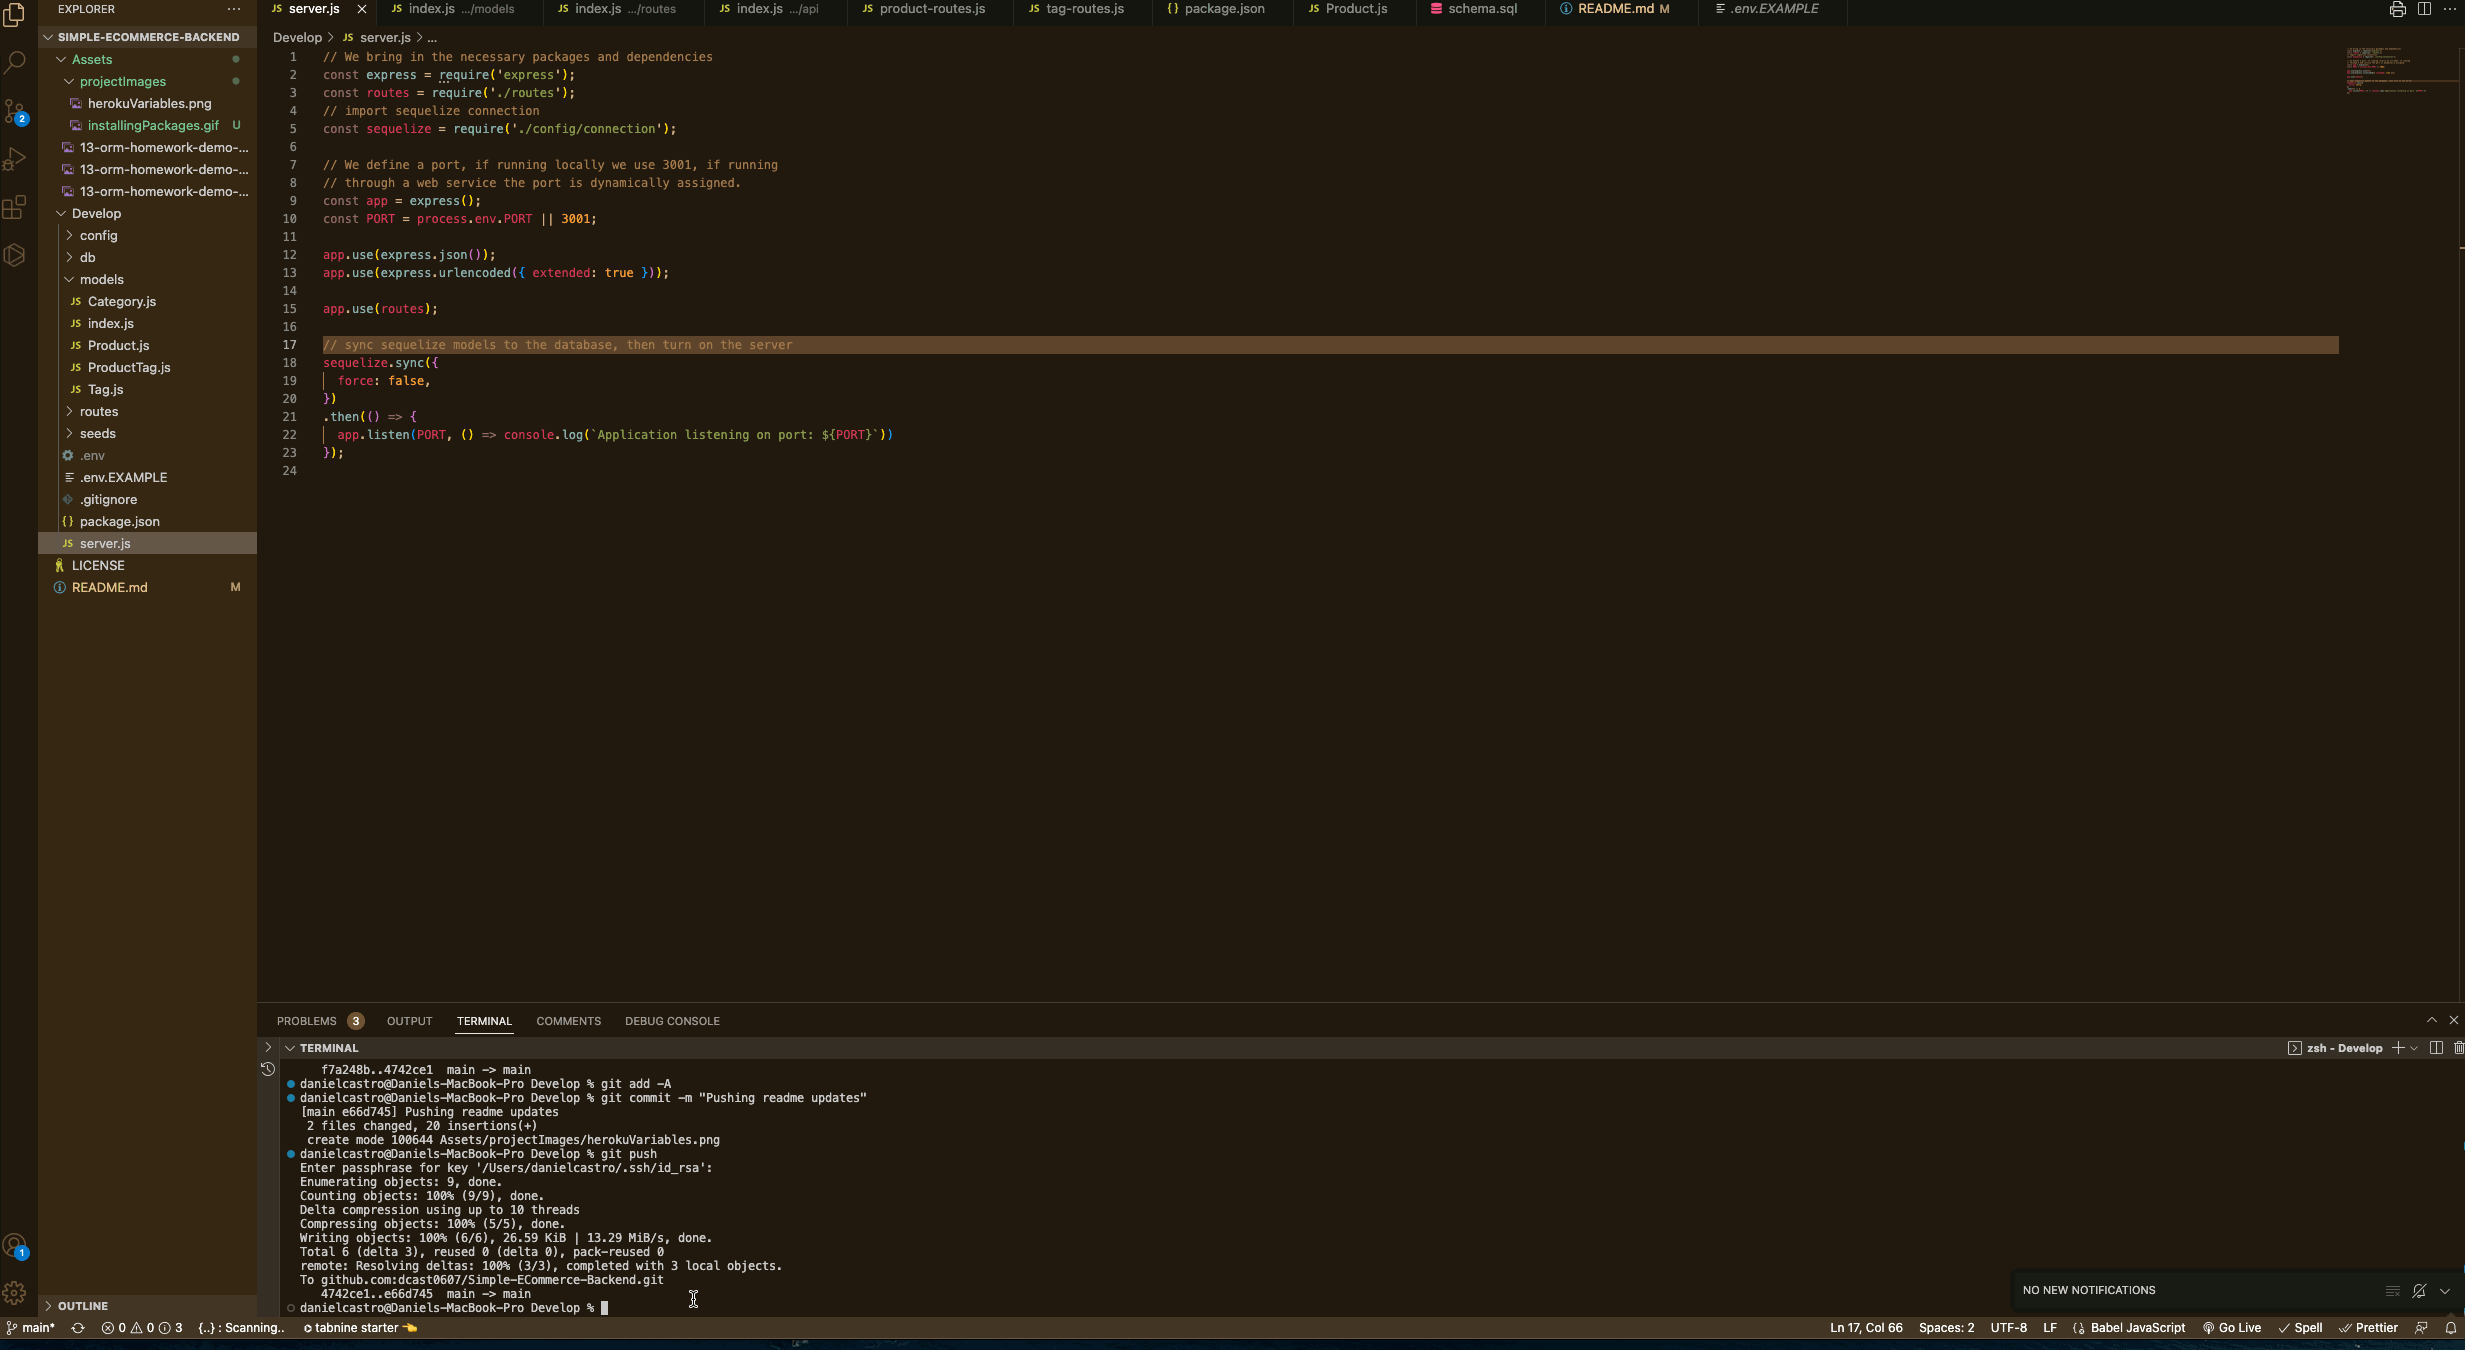 EXPLORER
SIMPLE-ECOMMERCE-BACKEND
Assets
projectImages
herokuVariables.png
installingPackages.gif U
13-orm-homework-demo-...
13-orm-homework-demo-...
13-orm-homework-demo-...
Develop
config
db
models
JS Category.js
JS index.js
JS Product.js
JS ProductTag.js
JS Tag.js
routes
seeds
.env
.env.EXAMPLE
.gitignore
{} package.json
JS server.js
LICENSE
README.md M
OUTLINE
2
1
JS server.js
JS index.js .../models
JS index.js .../routes
JS index.js .../api
JS product-routes.js
JS tag-routes.js
{} package.json
JS Product.js
schema.sql
README.md M
.env.EXAMPLE
Develop > JS server.js > ...
1 // We bring in the necessary packages and dependencies
2 const express = require('express');
3 const routes = require('./routes');
4 // import sequelize connection
5 const sequelize = require('./config/connection');
6
7 // We define a port, if running locally we use 3001, if running
8 // through a web service the port is dynamically assigned.
9 const app = express();
10 const PORT = process.env.PORT || 3001;
11
12 app.use(express.json());
13 app.use(express.urlencoded({ extended: true }));
14
15 app.use(routes);
16
17 // sync sequelize models to the database, then turn on the server
18 sequelize.sync({
19 force: false,
20 })
21 .then(() => {
22 app.listen(PORT, () => console.log(`Application listening on port: ${PORT}`))
23 });
24
PROBLEMS 3 OUTPUT TERMINAL COMMENTS DEBUG CONSOLE
TERMINAL
zsh - Develop
f7a248b..4742ce1 main -> main
danielcastro@Daniels-MacBook-Pro Develop % git add -A
danielcastro@Daniels-MacBook-Pro Develop % git commit -m "Pushing readme updates"
[main e66d745] Pushing readme updates
2 files changed, 20 insertions(+)
create mode 100644 Assets/projectImages/herokuVariables.png
danielcastro@Daniels-MacBook-Pro Develop % git push
Enter passphrase for key '/Users/danielcastro/.ssh/id_rsa':
Enumerating objects: 9, done.
Counting objects: 100% (9/9), done.
Delta compression using up to 10 threads
Compressing objects: 100% (5/5), done.
Writing objects: 100% (6/6), 26.59 KiB | 13.29 MiB/s, done.
Total 6 (delta 3), reused 0 (delta 0), pack-reused 0
remote: Resolving deltas: 100% (3/3), completed with 3 local objects.
To github.com:dcast0607/Simple-ECommerce-Backend.git
4742ce1..e66d745 main -> main
danielcastro@Daniels-MacBook-Pro Develop %
NO NEW NOTIFICATIONS
main* 0 0 3 {..} : Scanning.. tabnine starter
Ln 17, Col 66 Spaces: 2 UTF-8 LF Babel JavaScript Go Live Spell Prettier